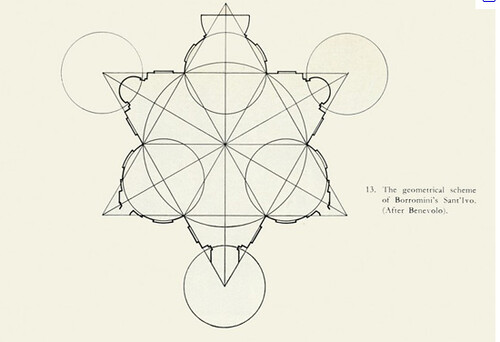 13. The geometrical scheme
of Borromini's Sant'Ivo.
(After Benevolo).